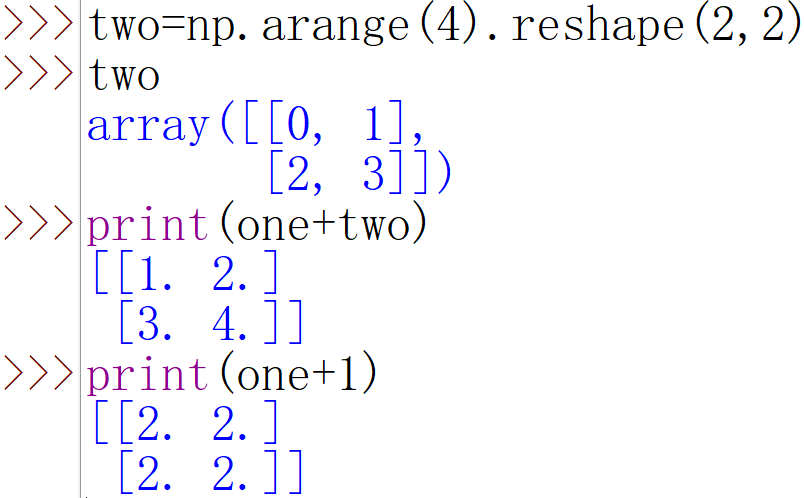 >>> two=np.arange(4).reshape(2,2)
>>> two
array([[0, 1],
       [2, 3]])
>>> print(one+two)
[[1. 2.]
 [3. 4.]]
>>> print(one+1)
[[2. 2.]
 [2. 2.]]